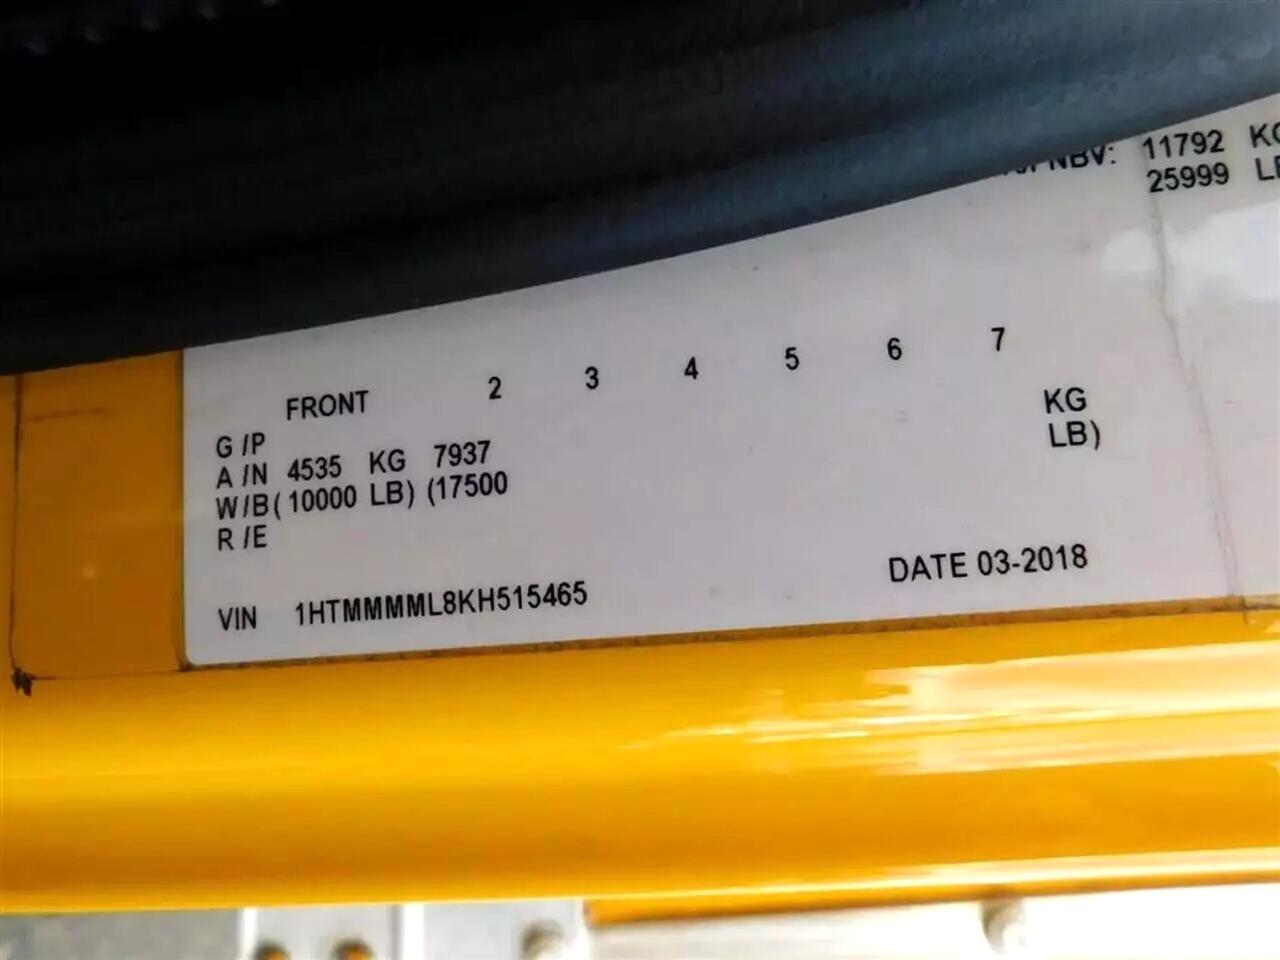 NBV: 11792 KG
25999 LB
FRONT 2 3 4 5 6 7
G/P
A/N 4535 KG 7937 KG
W/B (10000 LB) (17500 LB)
R/E
VIN 1HTMMMML8KH515465 DATE 03-2018